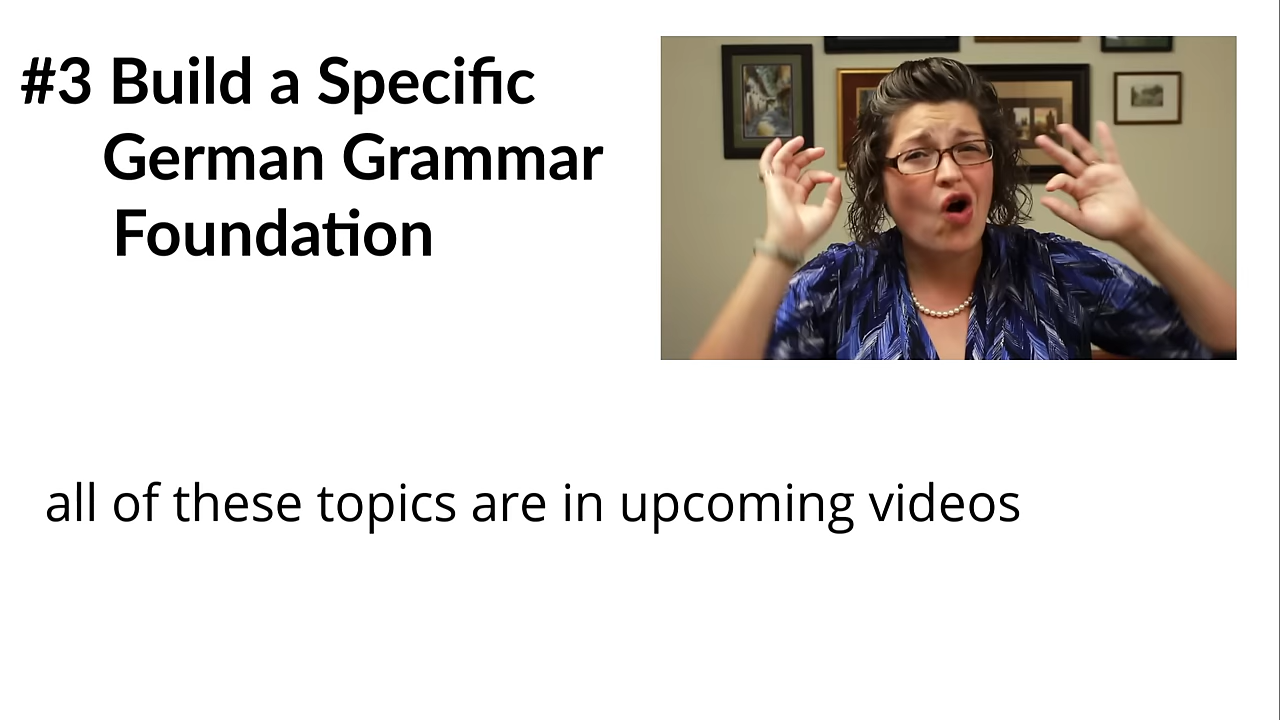 #3 Build a Specific
German Grammar
Foundation
all of these topics are in upcoming videos